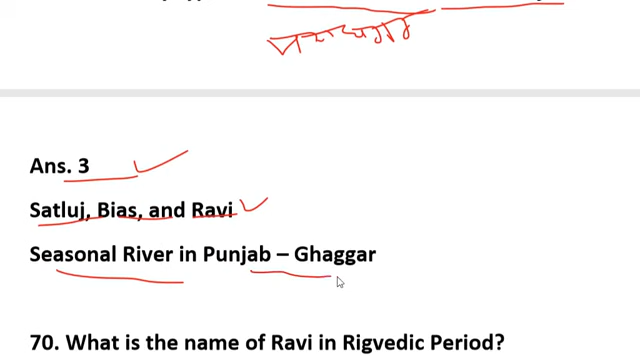 Ans. 3
Satluj, Bias, and Ravi
Seasonal River in Punjab – Ghaggar
70. What is the name of Ravi in Rigvedic Period?